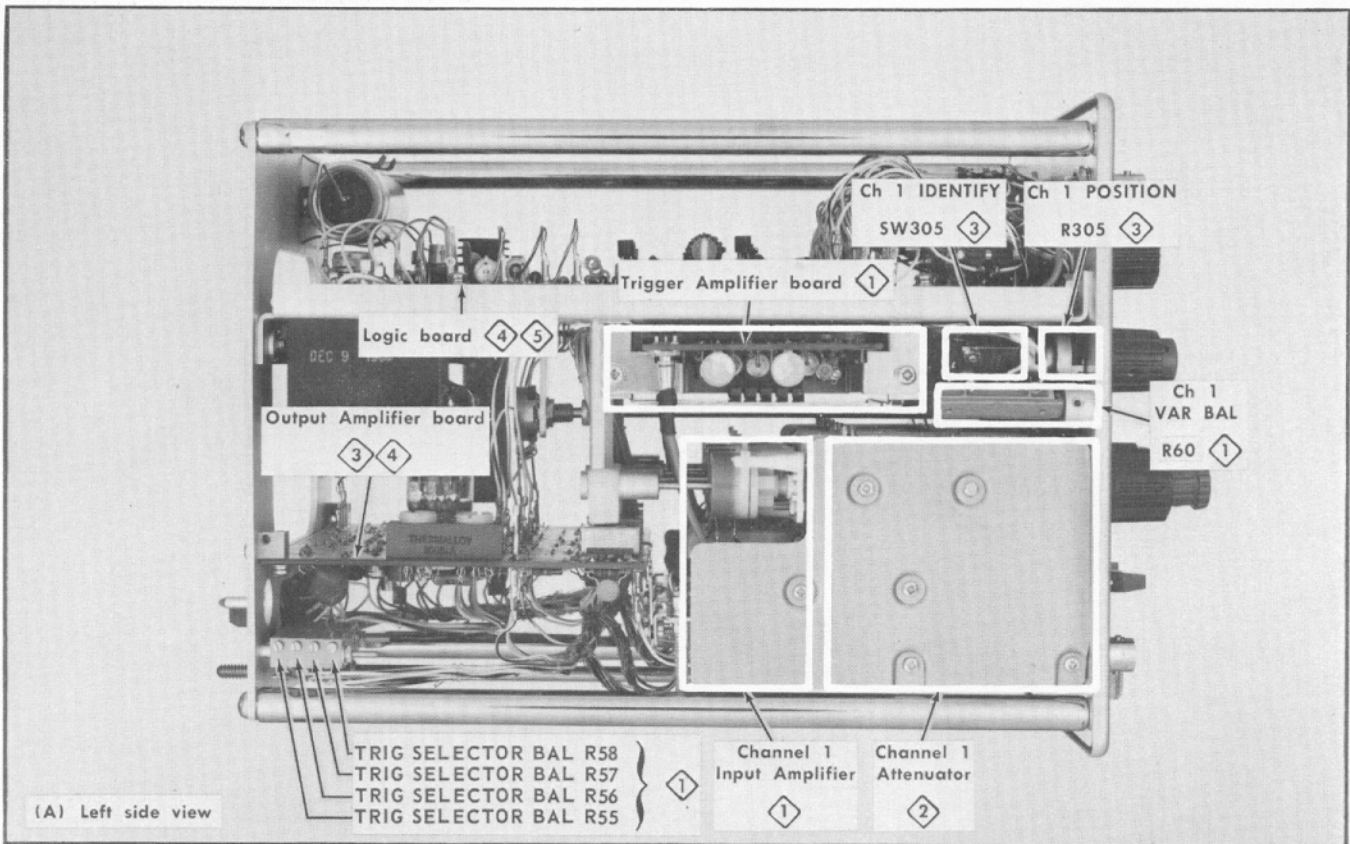 Ch 1 IDENTIFY
SW305 3
Ch 1 POSITION
R305 3
Trigger Amplifier board 1
Logic board 4 5
DEC 9
Output Amplifier board
3 4
Ch 1
VAR BAL
R60 1
THERMALLOY
TRIG SELECTOR BAL R58
TRIG SELECTOR BAL R57
TRIG SELECTOR BAL R56
TRIG SELECTOR BAL R55
1
Channel 1
Input Amplifier
1
Channel 1
Attenuator
2
(A) Left side view